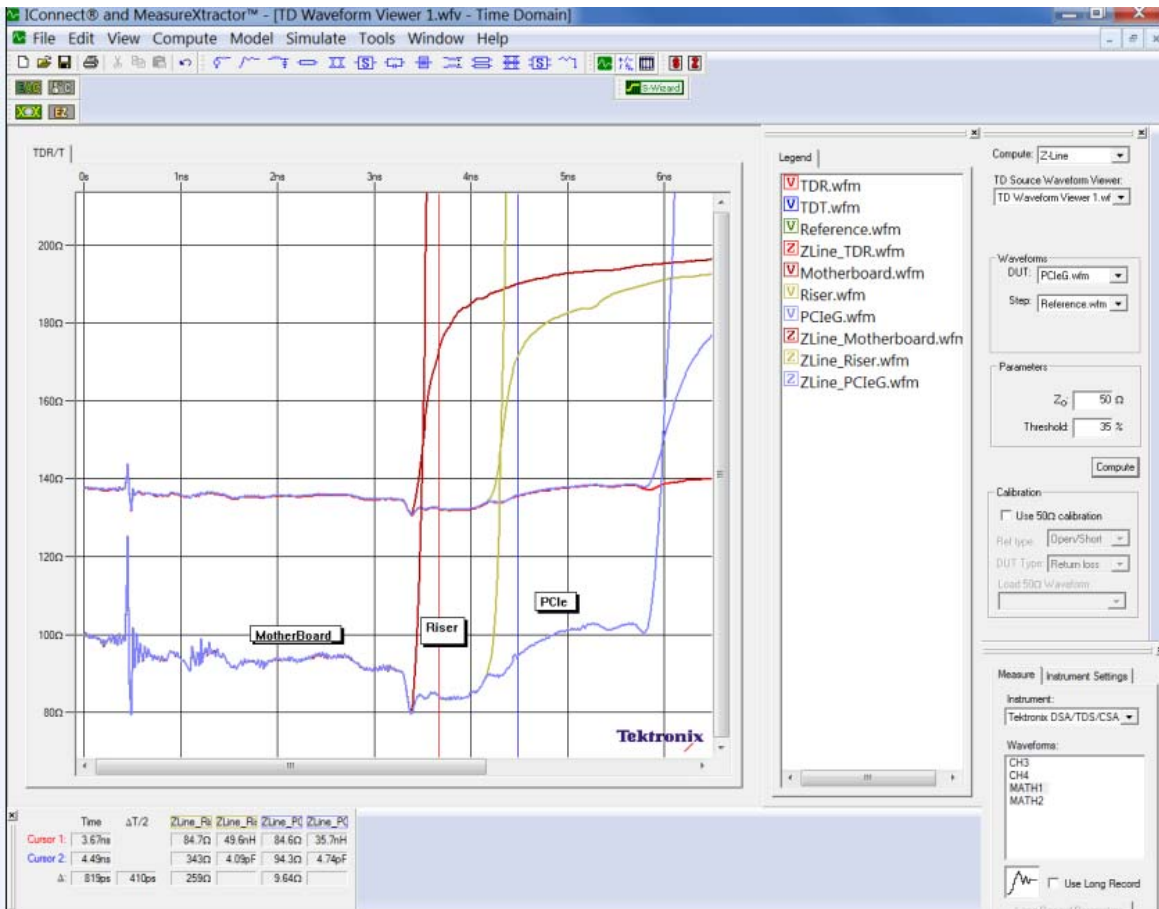 IConnect® and MeasureXtractor™ - [TD Waveform Viewer 1.wfv - Time Domain]
File Edit View Compute Model Simulate Tools Window Help
S-Wizard
EZ
TDR/T
0s 1ns 2ns 3ns 4ns 5ns 6ns
200Ω
180Ω
160Ω
140Ω
120Ω
100Ω
80Ω
MotherBoard
Riser
PCIe
Tektronix
Legend
V TDR.wfm
V TDT.wfm
V Reference.wfm
Z ZLine_TDR.wfm
V Motherboard.wfm
V Riser.wfm
V PCIeG.wfm
Z ZLine_Motherboard.wfm
Z ZLine_Riser.wfm
Z ZLine_PCIeG.wfm
Compute: Z-Line
TD Source Waveform Viewer:
TD Waveform Viewer 1.wf
Waveforms
DUT: PCIeG.wfm
Step: Reference.wfm
Parameters
Zo: 50 Ω
Threshold: 35 %
Compute
Calibration
Use 50Ω calibration
Ref type: Open/Short
DUT Type: Return loss
Load 50Ω Waveform
Measure Instrument Settings
Instrument:
Tektronix DSA/TDS/CSA
Waveforms:
CH3
CH4
MATH1
MATH2
Use Long Record
Time ΔT/2 ZLine_Ri ZLine_Ri ZLine_PC ZLine_PC
Cursor 1: 3.67ns 84.7Ω 49.6nH 84.6Ω 35.7nH
Cursor 2: 4.49ns 343Ω 4.09pF 94.3Ω 4.74pF
Δ: 819ps 410ps 259Ω 9.64Ω